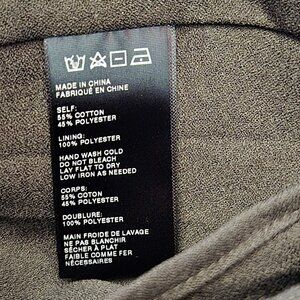 MADE IN CHINA
FABRIQUÉ EN CHINE
SELF:
55% COTTON
45% POLYESTER
LINING:
100% POLYESTER
HAND WASH COLD
DO NOT BLEACH
LAY FLAT TO DRY
LOW IRON AS NEEDED
CORPS:
55% COTON
45% POLYESTER
DOUBLURE:
100% POLYESTER
MAIN FROIDE DE LAVAGE
NE PAS BLANCHIR
SÉCHER À PLAT
FAIBLE COMME FER
NÉCESSAIRES